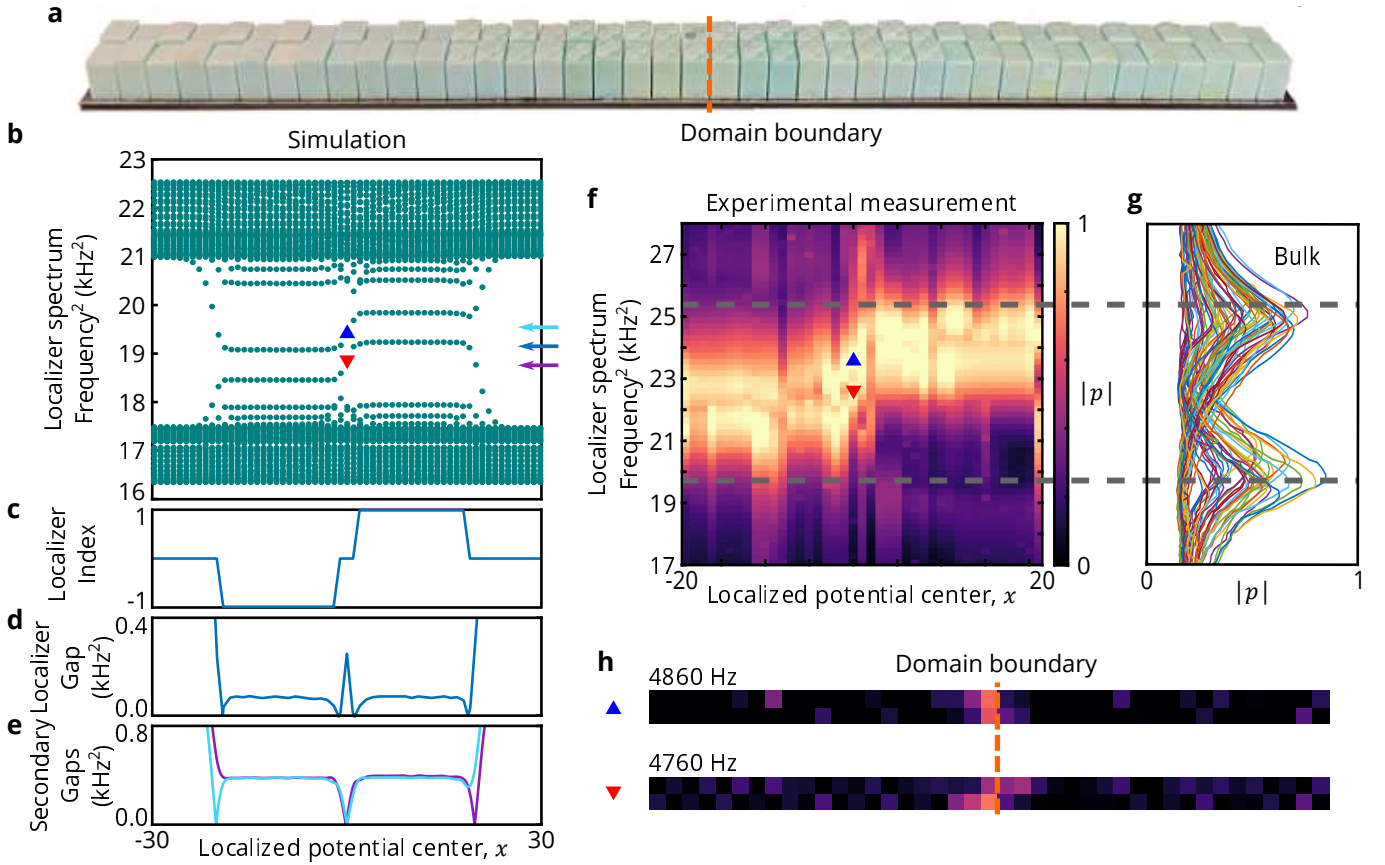 a
Domain boundary
b
Simulation
Localizer spectrum
Frequency² (kHz²)
23
22
21
20
19
18
17
16
c
Localizer
Index
1
-1
d
Localizer
Gap
(kHz²)
0.4
0.0
e
Secondary
Gaps
(kHz²)
0.8
0.0
-30
30
Localized potential center, x
f
Experimental measurement
Localizer spectrum
Frequency² (kHz²)
27
25
23
21
19
17
-20
20
Localized potential center, x
1
|p|
0
g
Bulk
0
1
|p|
h
Domain boundary
4860 Hz
4760 Hz